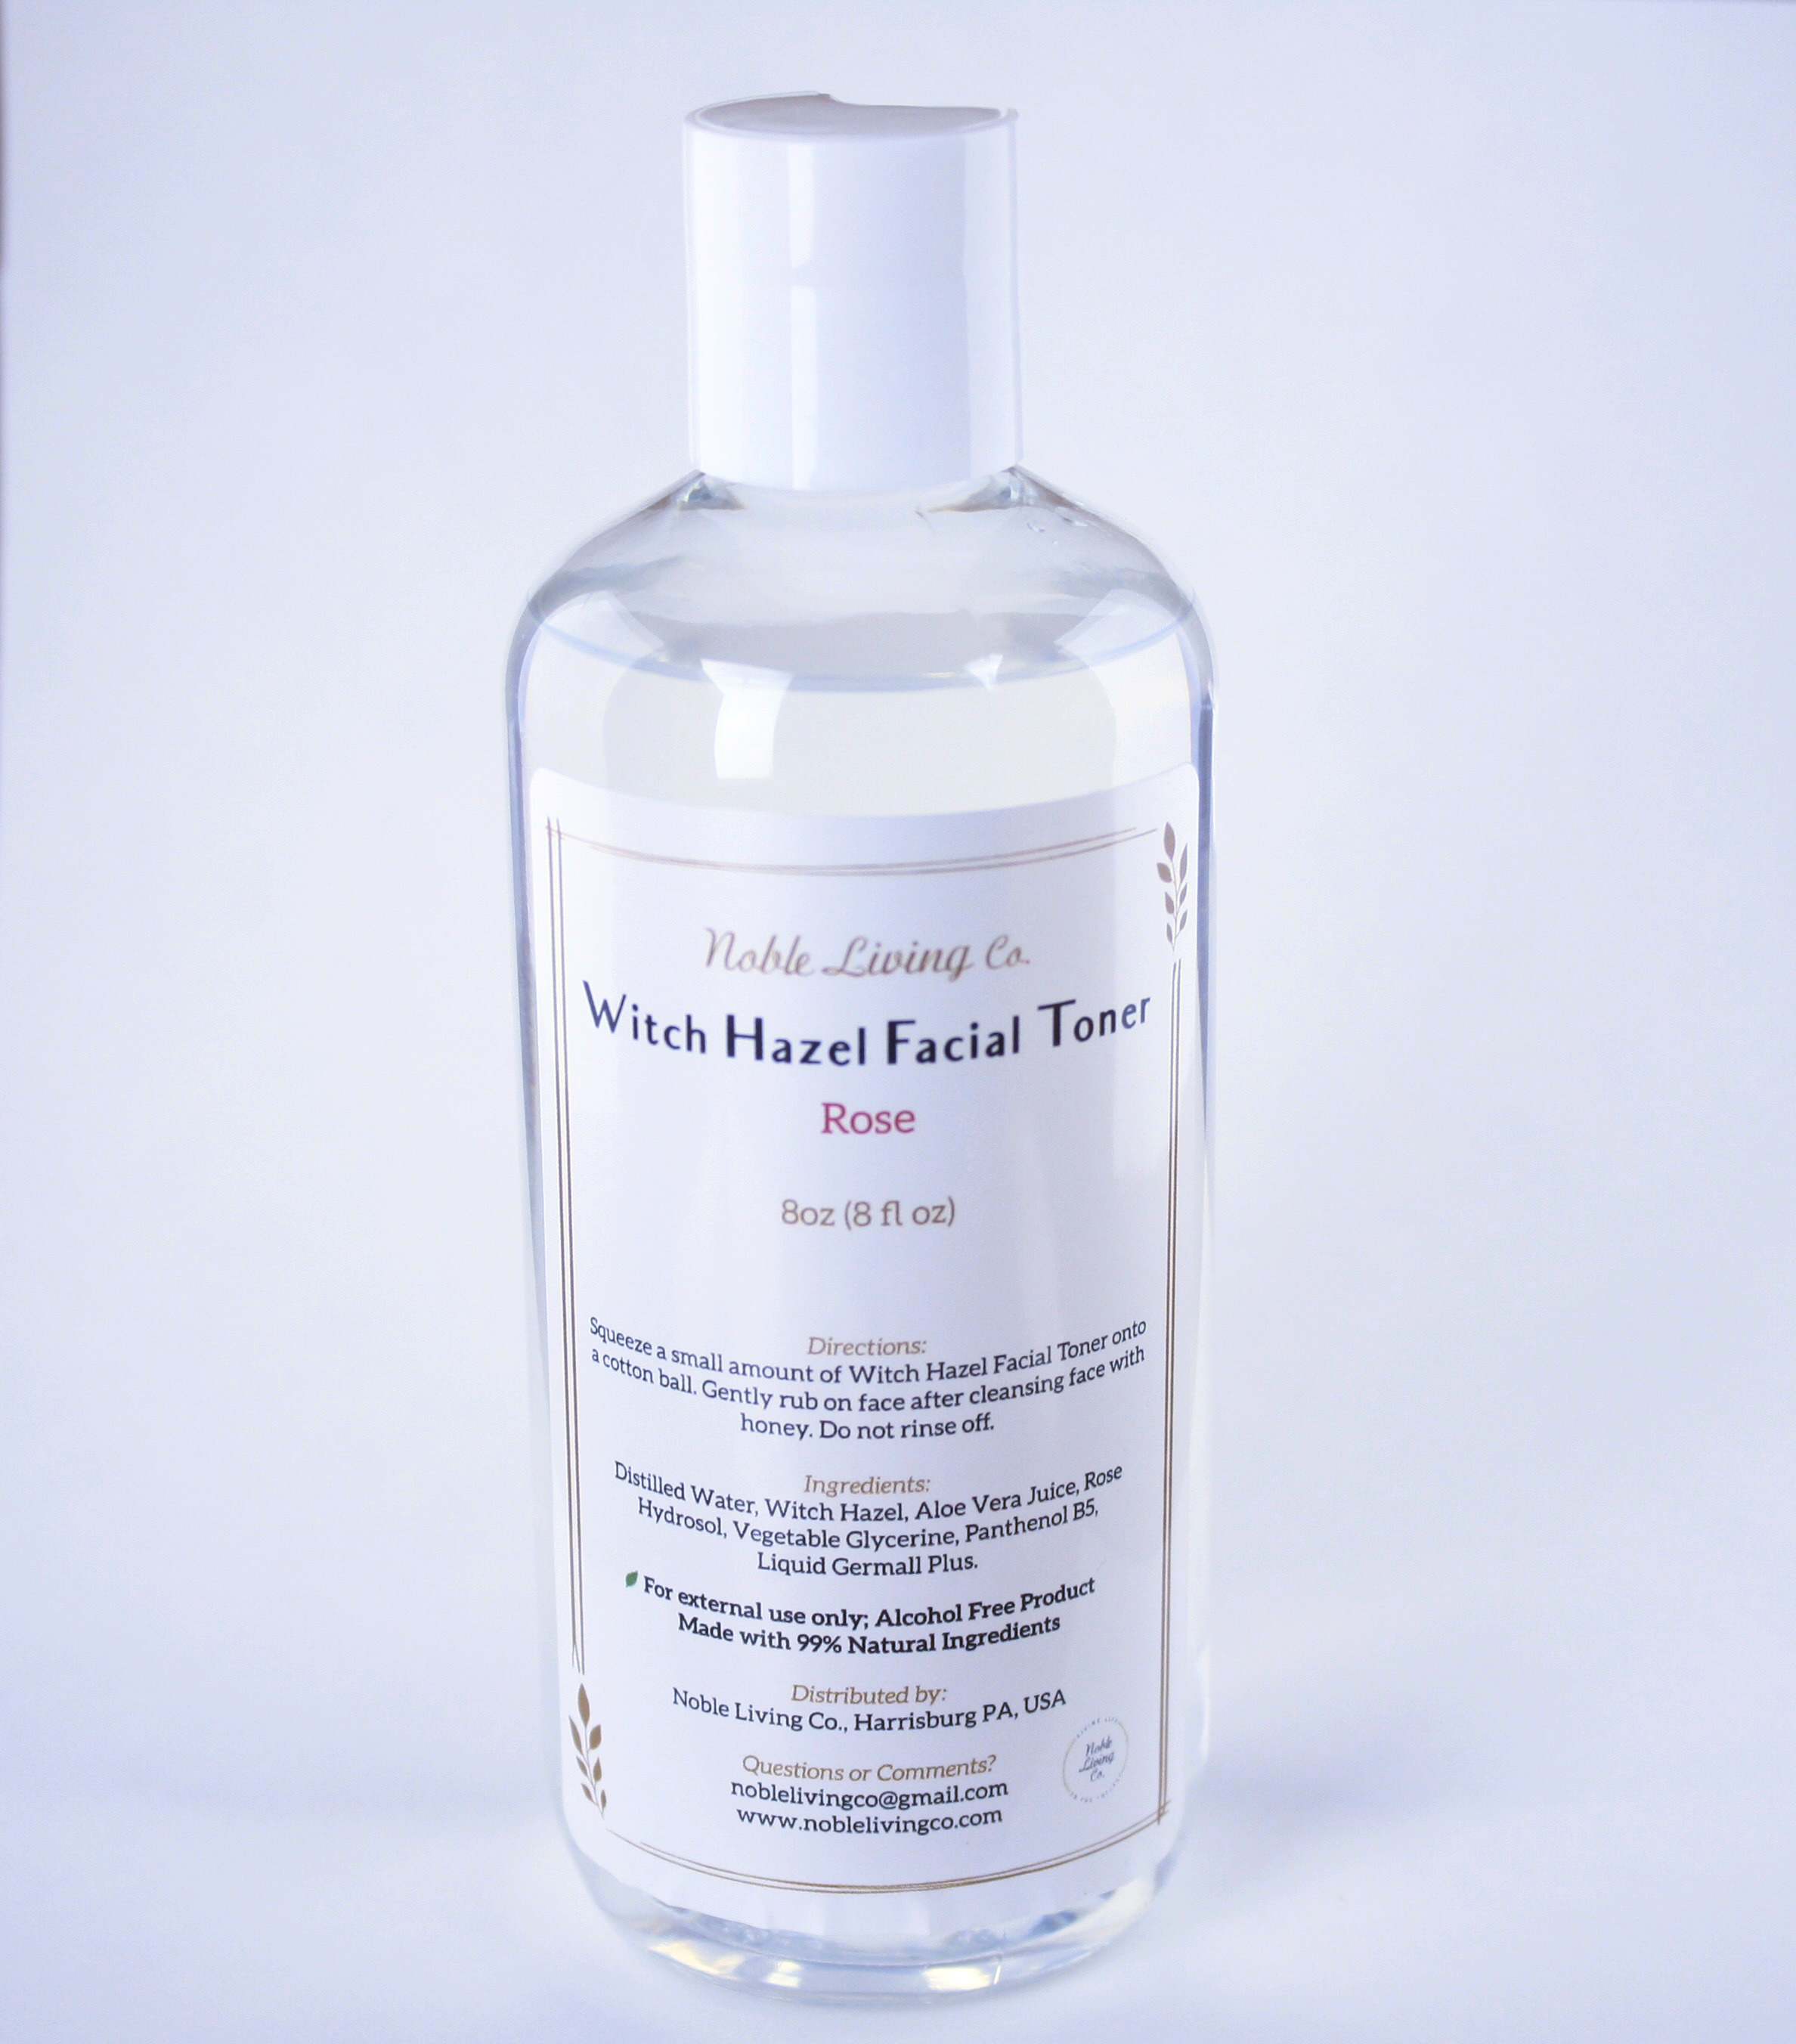 Noble Living Co.
Witch Hazel Facial Toner
Rose
8oz (8 fl oz)
Directions:
Squeeze a small amount of Witch Hazel Facial Toner onto
a cotton ball. Gently rub on face after cleansing face with
honey. Do not rinse off.
Ingredients:
Distilled Water, Witch Hazel, Aloe Vera Juice, Rose
Hydrosol, Vegetable Glycerine, Panthenol B5,
Liquid Germall Plus.
For external use only; Alcohol Free Product
Made with 99% Natural Ingredients
Distributed by:
Noble Living Co., Harrisburg PA, USA
Questions or Comments?
noblelivingco@gmail.com
www.noblelivingco.com
Noble
Living
Co.